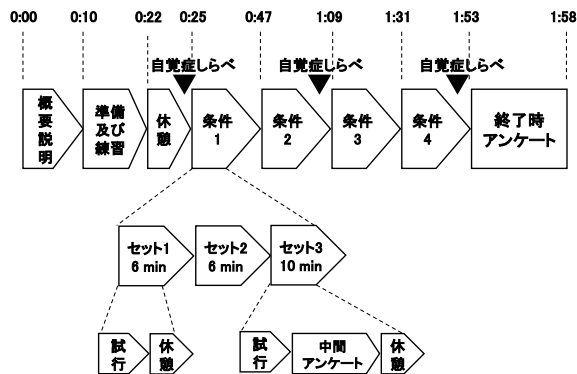 0:00 0:10 0:22 0:25 0:47 1:09 1:31 1:53 1:58
自覚症しらべ 自覚症しらべ 自覚症しらべ
概要説明
準備
及び
練習
休憩
条件
1
条件
2
条件
3
条件
4
終了時
アンケート
セット1
6 min
セット2
6 min
セット3
10 min
試行
休憩
試行
中間
アンケート
休憩